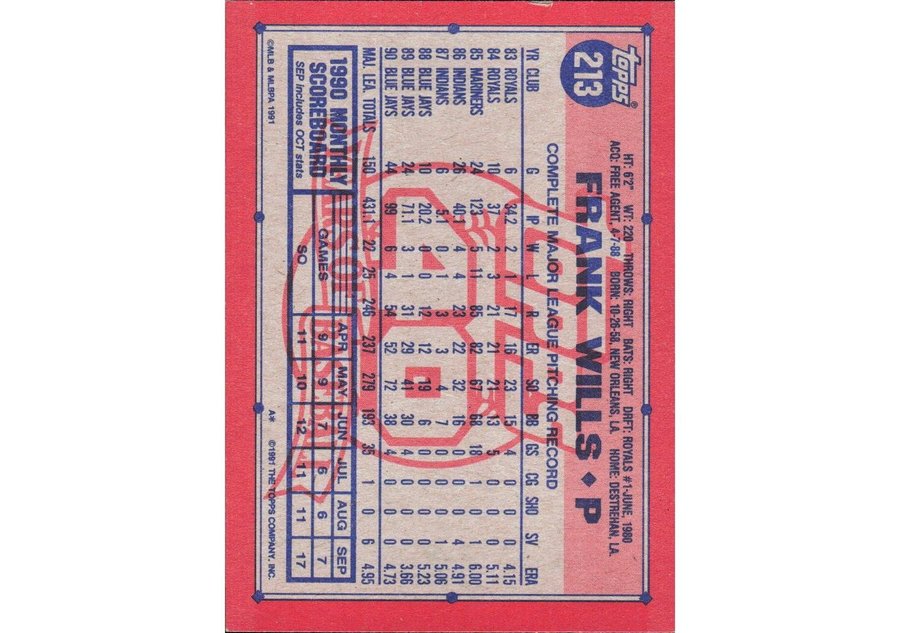 Topps®
213
FRANK WILLS ♦ P
HT: 6'2" WT: 220 THROWS: RIGHT BATS: RIGHT DRFT: ROYALS #1-JUNE, 1980
ACQ: FREE AGENT, 4-7-88 BORN: 10-26-58, NEW ORLEANS, LA. HOME: DESTREHAN, LA.
COMPLETE MAJOR LEAGUE PITCHING RECORD
YR CLUB G IP W L R ER SO BB GS CG SHO SV ERA
83 ROYALS 6 34.2 2 1 17 16 23 15 4 0 0 0 4.15
84 ROYALS 10 37 2 3 21 21 21 13 5 0 0 0 5.11
85 MARINERS 24 123 5 11 85 82 67 68 18 1 0 1 6.00
86 INDIANS 26 40.1 4 4 23 22 32 16 0 0 0 4 4.91
87 INDIANS 6 5.1 0 1 3 3 4 7 0 0 0 1 5.06
88 BLUE JAYS 10 20.2 0 0 12 12 19 6 0 0 0 0 5.23
89 BLUE JAYS 24 71.1 3 1 31 29 41 30 4 0 0 0 3.66
90 BLUE JAYS 44 99 6 4 54 52 72 38 4 0 0 0 4.73
MAJ. LEA. TOTALS 150 431.1 22 25 246 237 279 193 35 1 0 6 4.95
40
YEARS OF BASEBALL
1990 MONTHLY
SCOREBOARD
SEP includes OCT stats
APR MAY JUN JUL AUG SEP
GAMES 9 9 7 6 6 7
SO 11 10 12 11 11 17
©MLB & MLBPA 1991
A* ©1991 THE TOPPS COMPANY, INC.